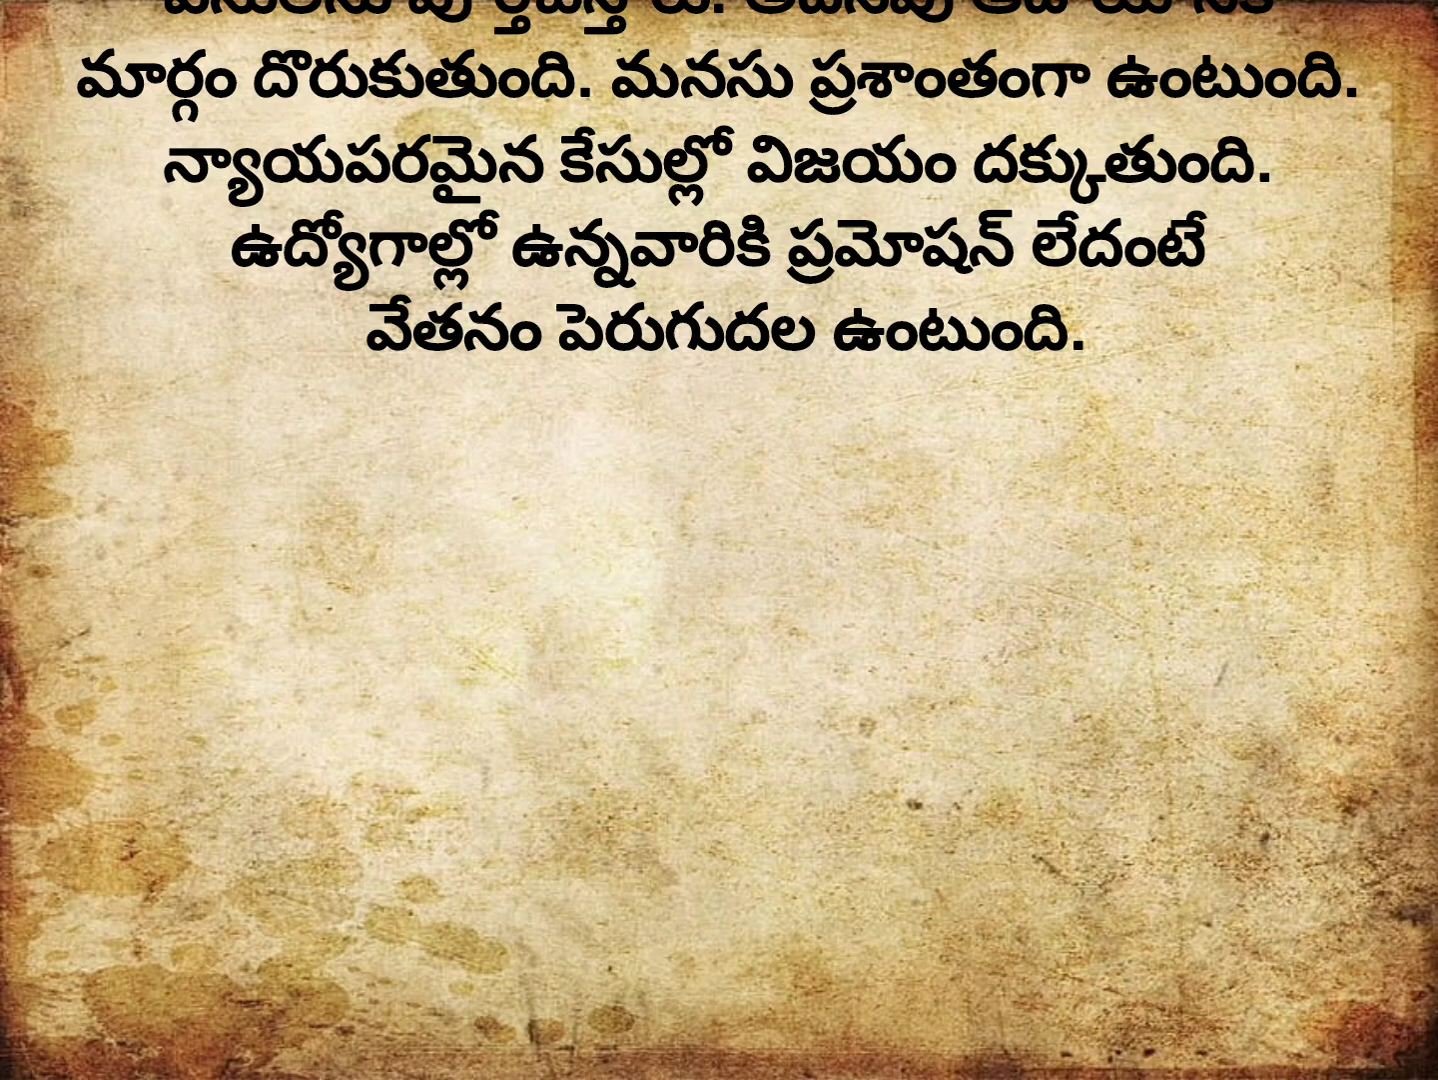 మార్గం దొరుకుతుంది. మనసు ప్రశాంతంగా ఉంటుంది.
న్యాయపరమైన కేసుల్లో విజయం దక్కుతుంది.
ఉద్యోగాల్లో ఉన్నవారికి ప్రమోషన్ లేదంటే
వేతనం పెరుగుదల ఉంటుంది.